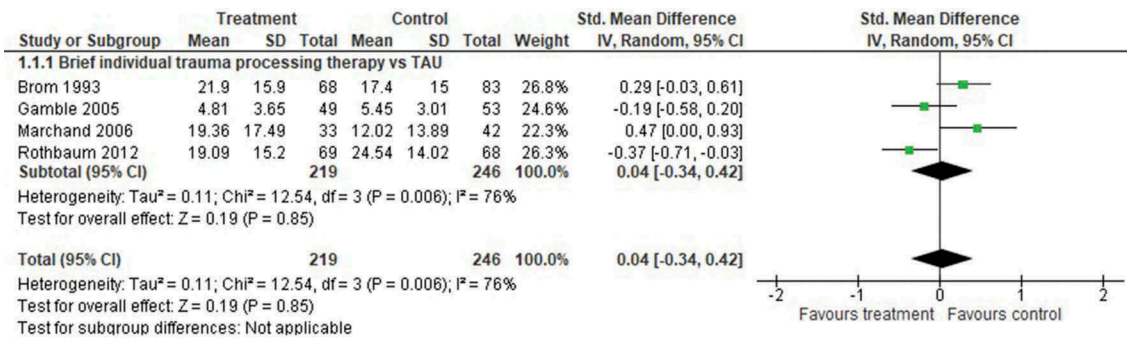 Treatment Control Std. Mean Difference Std. Mean Difference
Study or Subgroup Mean SD Total Mean SD Total Weight IV, Random, 95% CI IV, Random, 95% CI
1.1.1 Brief individual trauma processing therapy vs TAU
Brom 1993 21.9 15.9 68 17.4 15 83 26.8% 0.29 [-0.03, 0.61]
Gamble 2005 4.81 3.65 49 5.45 3.01 53 24.6% -0.19 [-0.58, 0.20]
Marchand 2006 19.36 17.49 33 12.02 13.89 42 22.3% 0.47 [0.00, 0.93]
Rothbaum 2012 19.09 15.2 69 24.54 14.02 68 26.3% -0.37 [-0.71, -0.03]
Subtotal (95% CI) 219 246 100.0% 0.04 [-0.34, 0.42]
Heterogeneity: Tau² = 0.11; Chi² = 12.54, df = 3 (P = 0.006); I² = 76%
Test for overall effect: Z = 0.19 (P = 0.85)
Total (95% CI) 219 246 100.0% 0.04 [-0.34, 0.42]
Heterogeneity: Tau² = 0.11; Chi² = 12.54, df = 3 (P = 0.006); I² = 76%
Test for overall effect: Z = 0.19 (P = 0.85)
Test for subgroup differences: Not applicable
-2 -1 0 1 2
Favours treatment Favours control